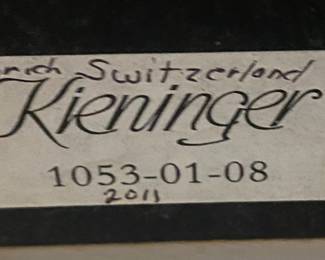 rich Switzerland
Kieninger
1053-01-08
2011